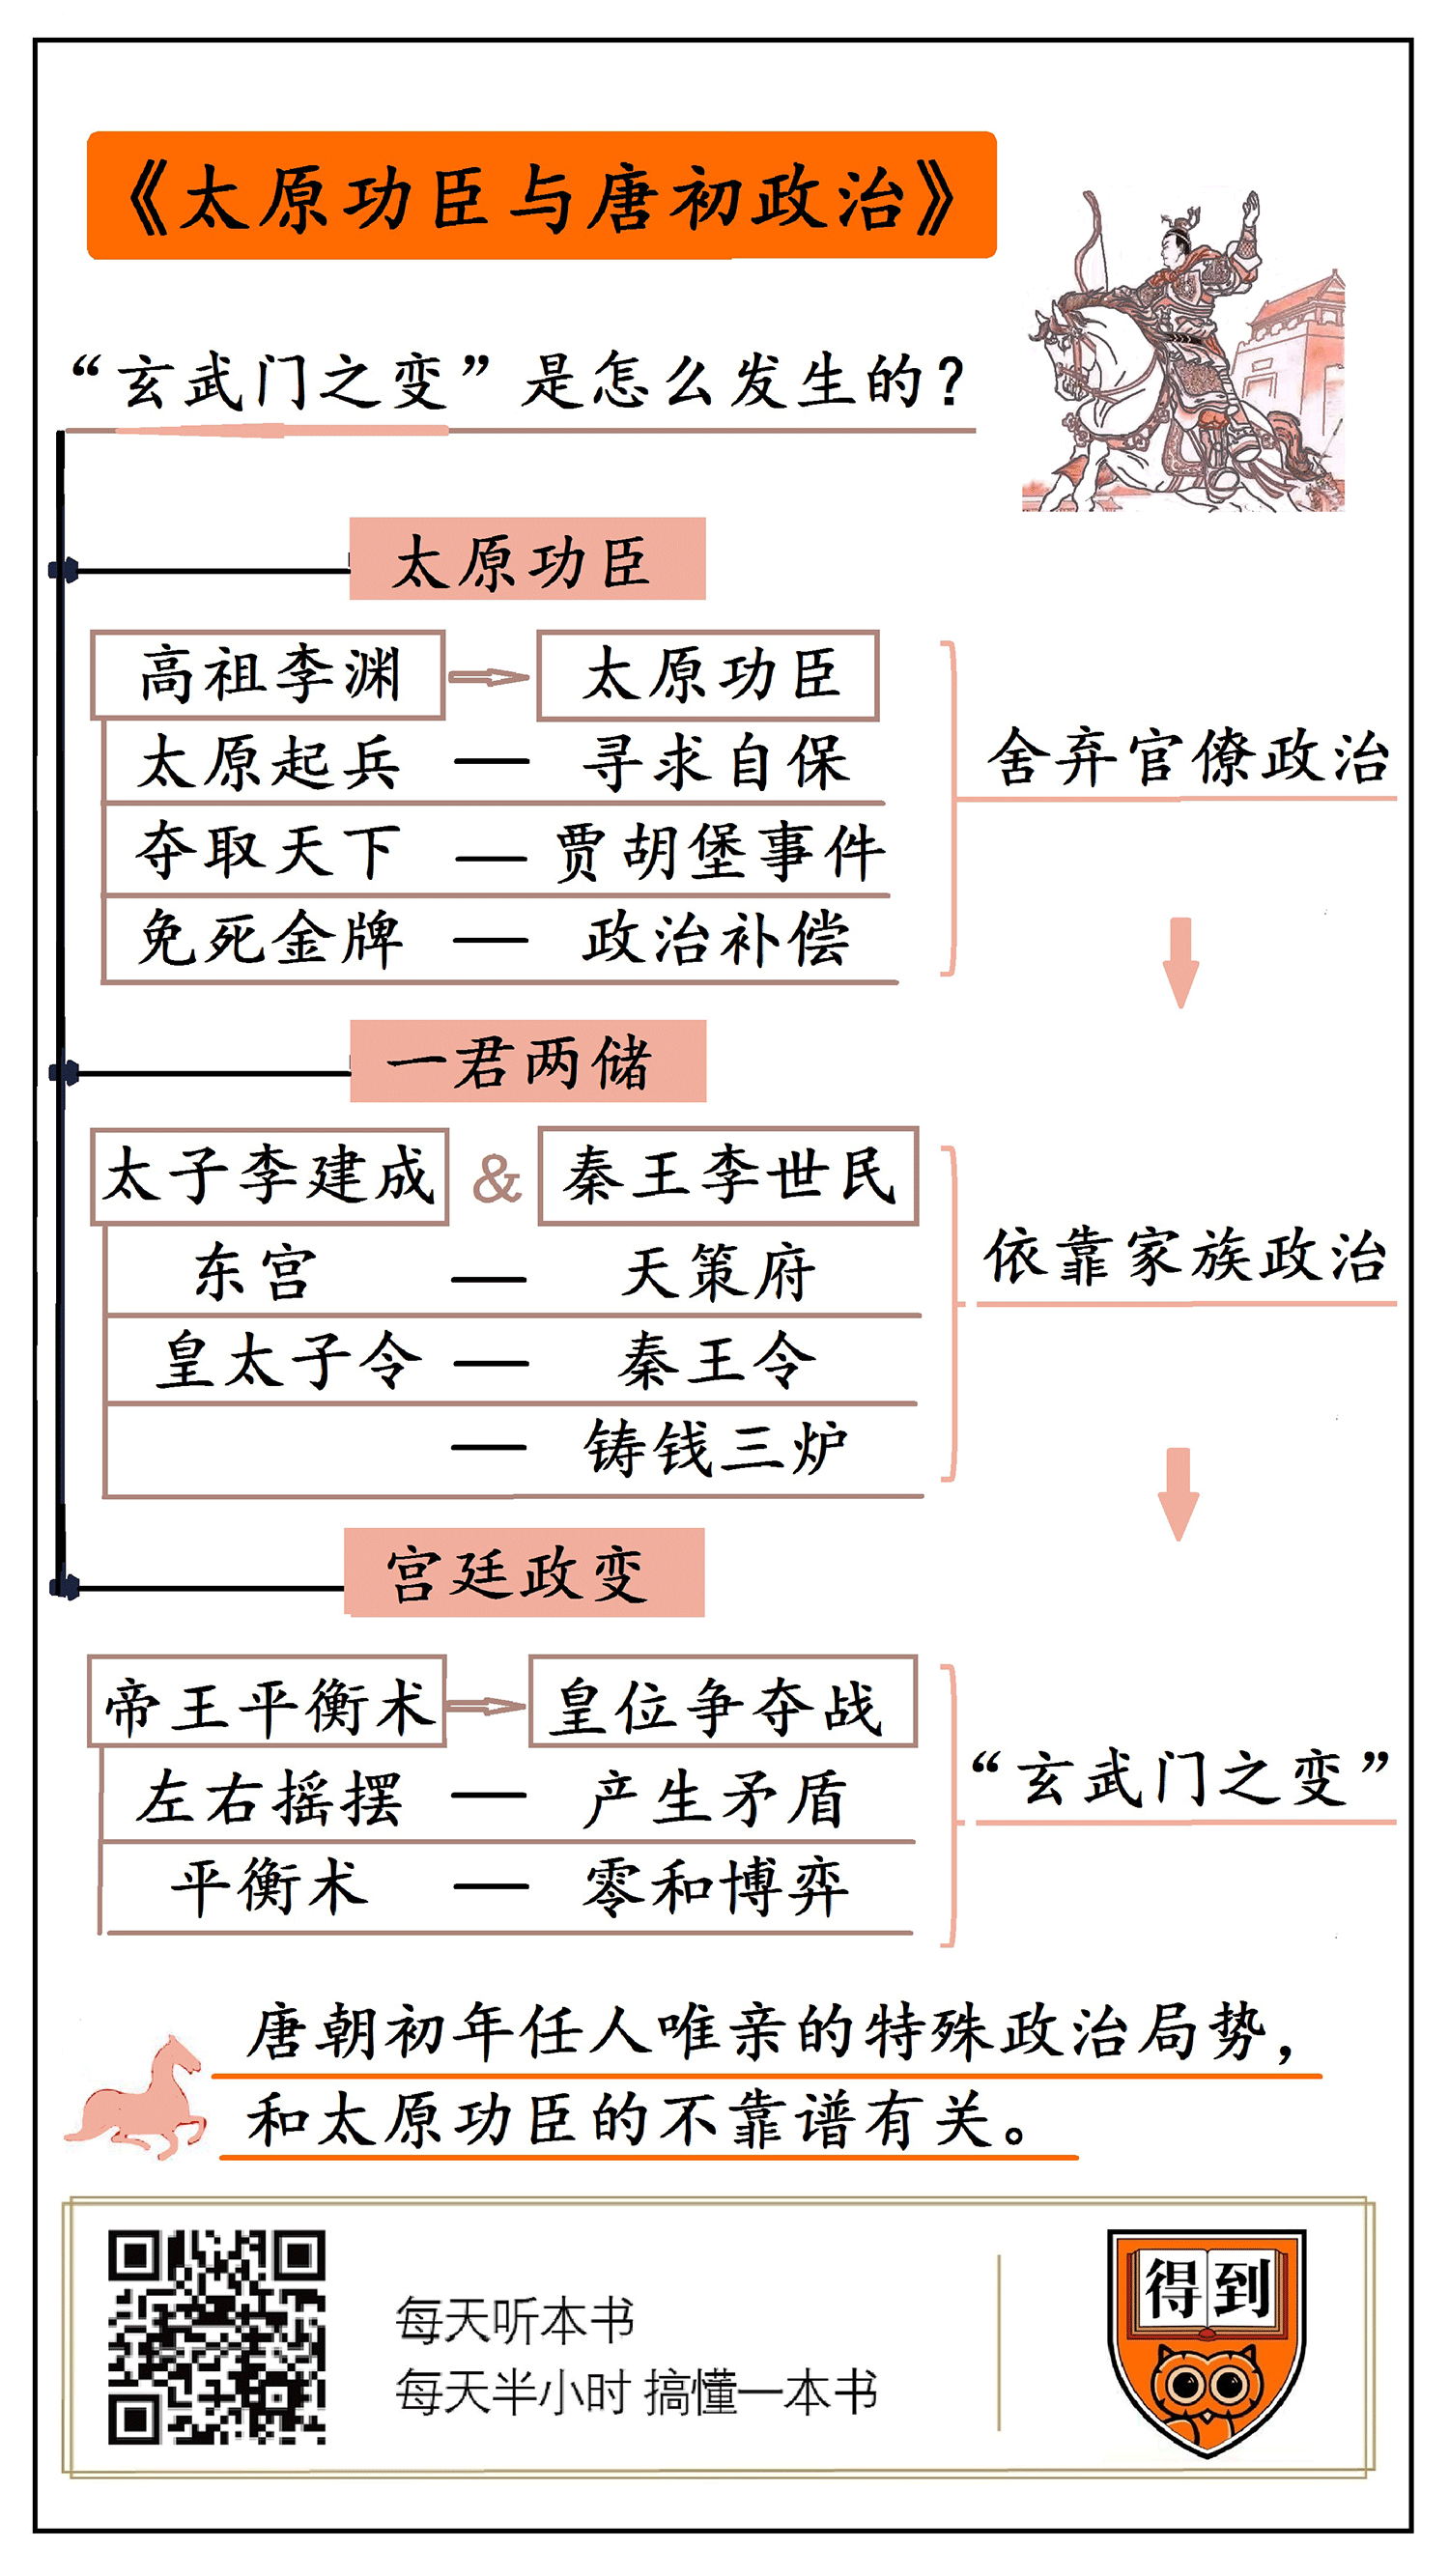 《太原功臣与唐初政治》
“玄武门之变”是怎么发生的?
太原功臣
高祖李渊 太原功臣
太原起兵 — 寻求自保
夺取天下 — 贾胡堡事件
免死金牌 — 政治补偿
舍弃官僚政治
一君两储
太子李建成 & 秦王李世民
东宫 — 天策府
皇太子令 — 秦王令
— 铸钱三炉
依靠家族政治
宫廷政变
帝王平衡术 皇位争夺战
左右摇摆 — 产生矛盾
平衡术 — 零和博弈
“玄武门之变”
唐朝初年任人唯亲的特殊政治局势，
和太原功臣的不靠谱有关。
每天听本书
每天半小时 搞懂一本书
得到